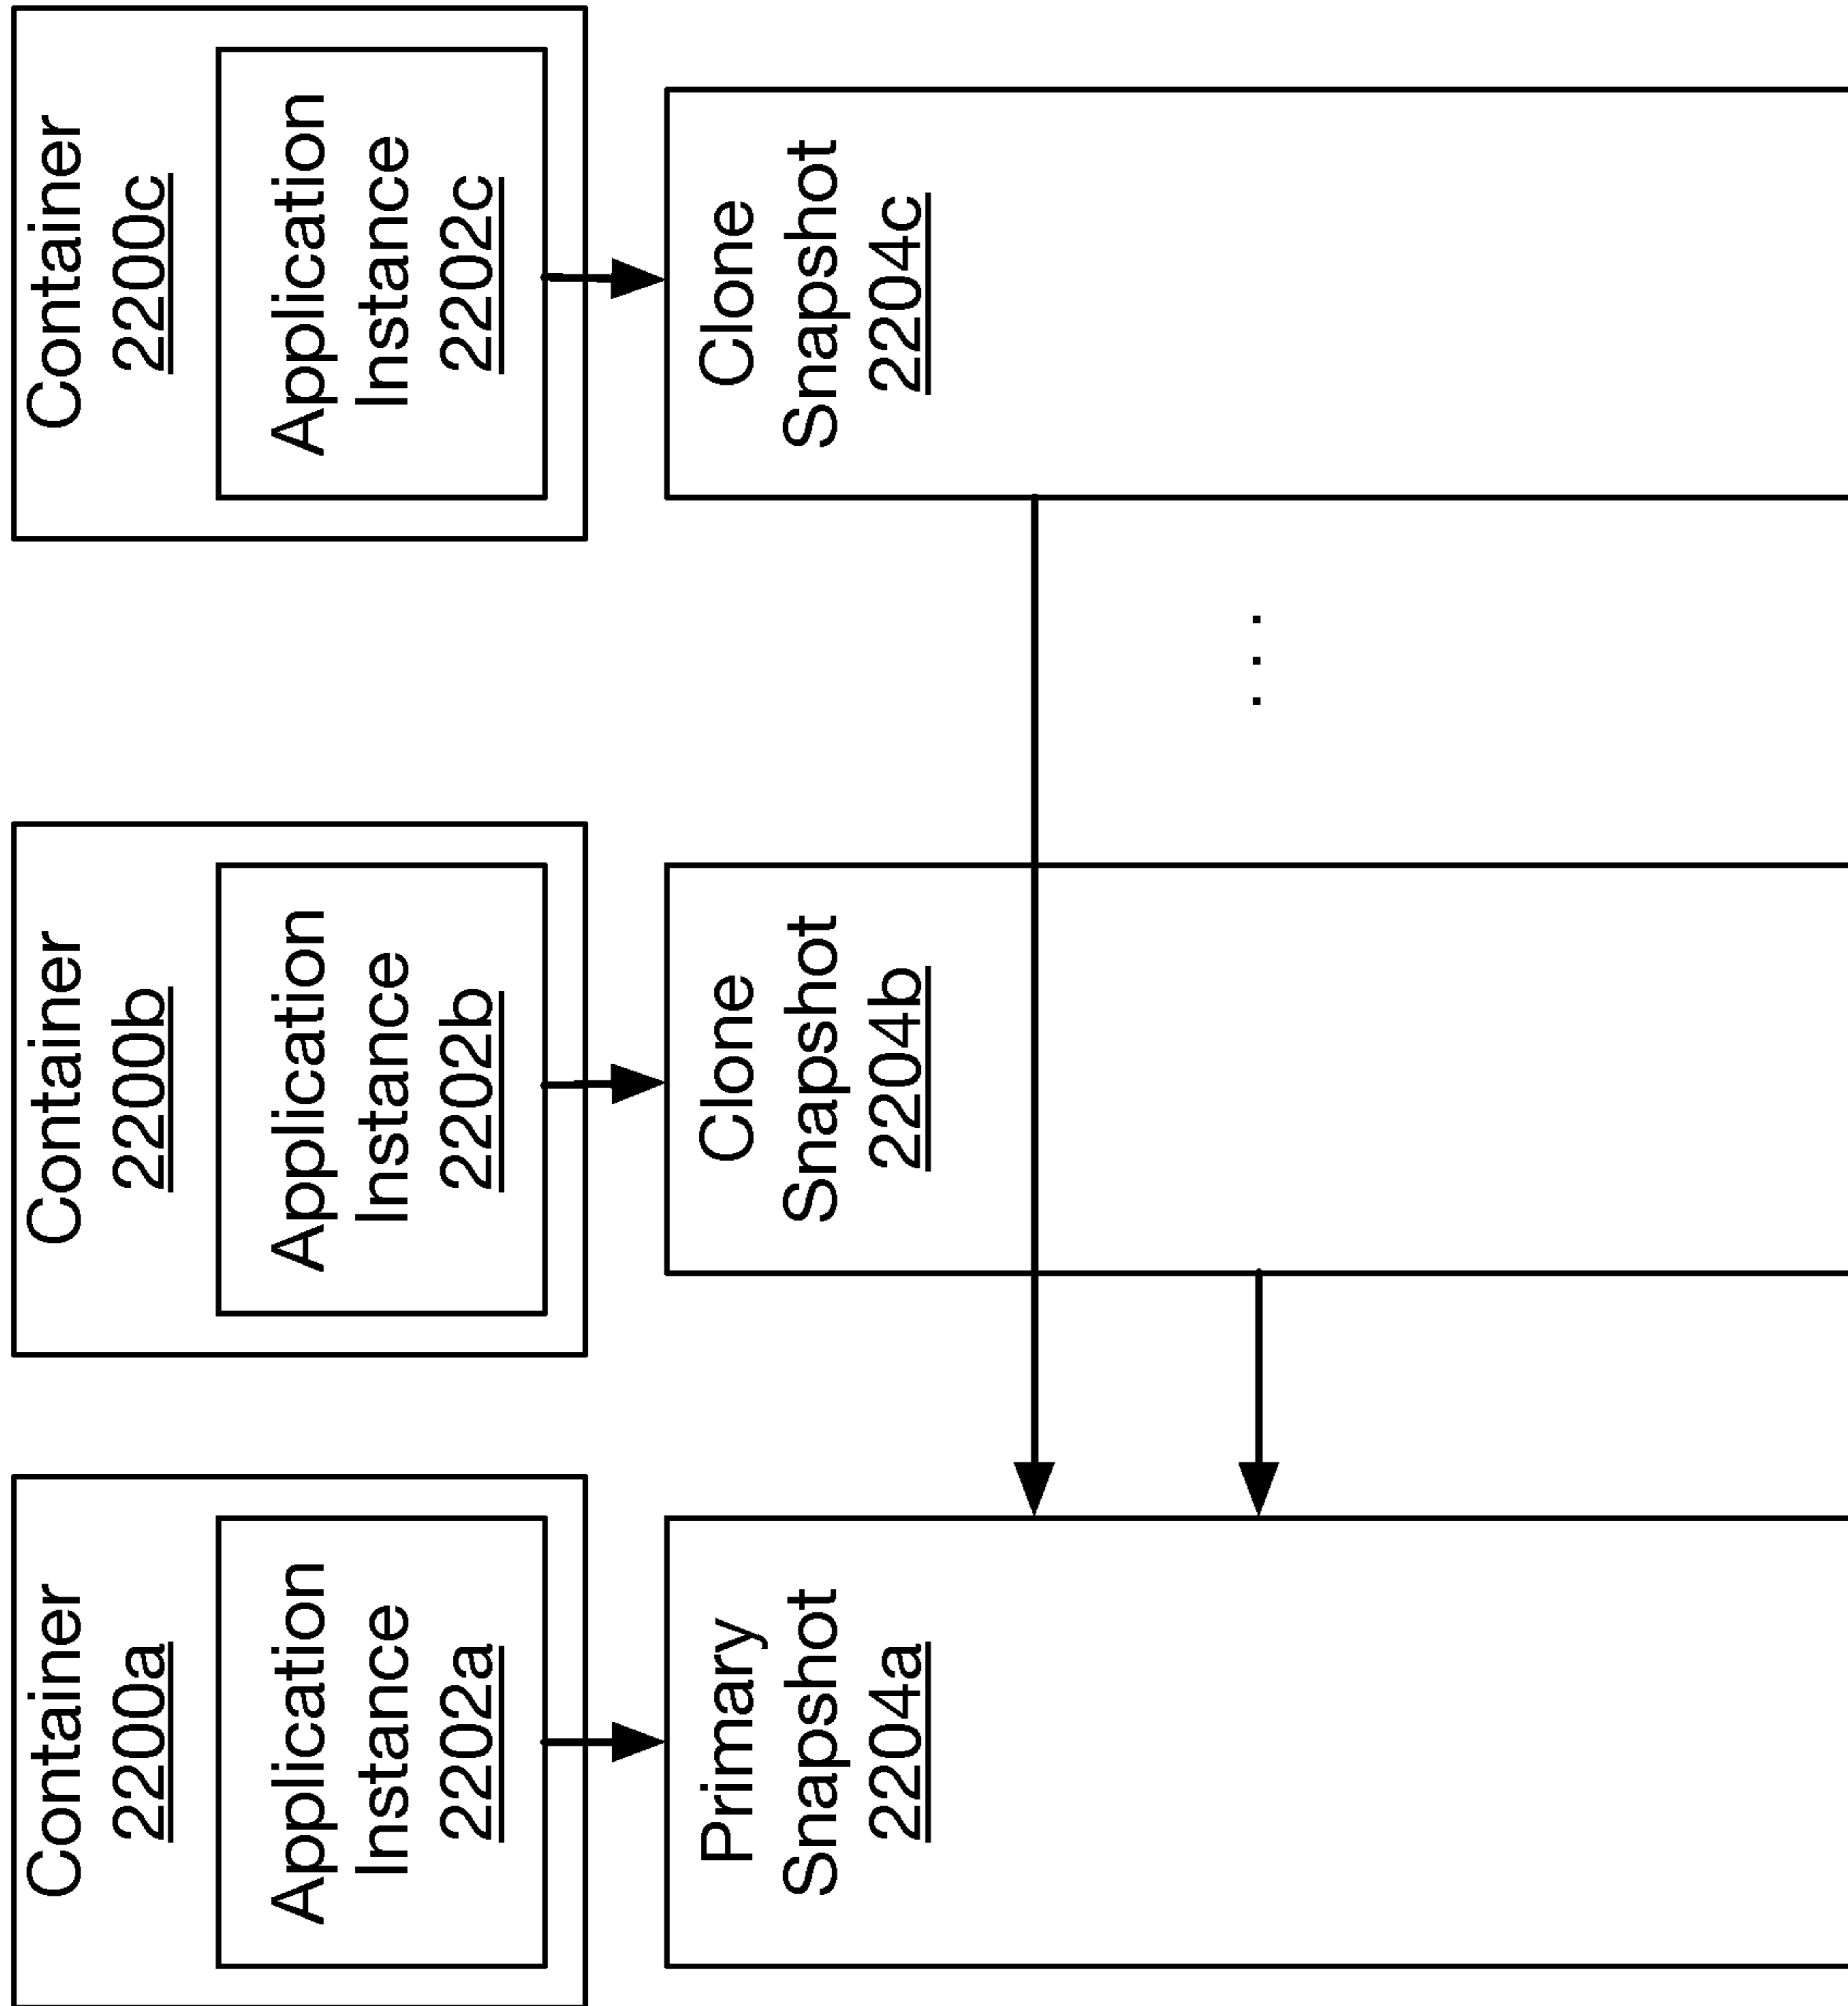 Container
2200a
Application
Instance
2202a
Primary
Snapshot
2204a
Container
2200b
Application
Instance
2202b
Clone
Snapshot
2204b
. . .
Container
2200c
Application
Instance
2202c
Clone
Snapshot
2204c